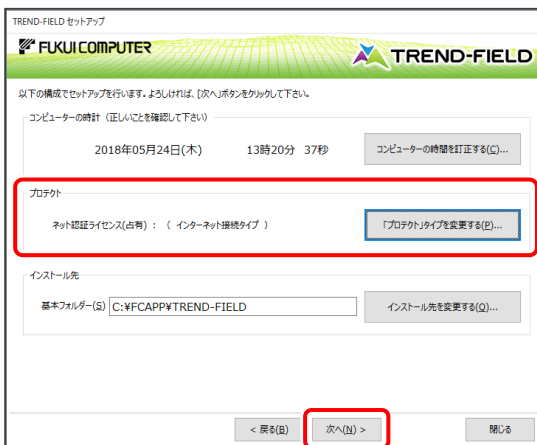 TREND-FIELD セットアップ
FUKUI COMPUTER
TREND-FIELD
以下の構成でセットアップを行います。よろしければ、[次へ]ボタンをクリックして下さい。
コンピューターの時計（正しいことを確認して下さい）
2018年05月24日(木) 13時20分 37秒 コンピューターの時間を訂正する(C)...
プロテクト
ネット認証ライセンス(占有) : ( インターネット接続タイプ ) 「プロテクト」タイプを変更する(P)...
インストール先
基本フォルダー(S) C:¥FCAPP¥TREND-FIELD インストール先を変更する(O)...
< 戻る(B) 次へ(N) > 閉じる